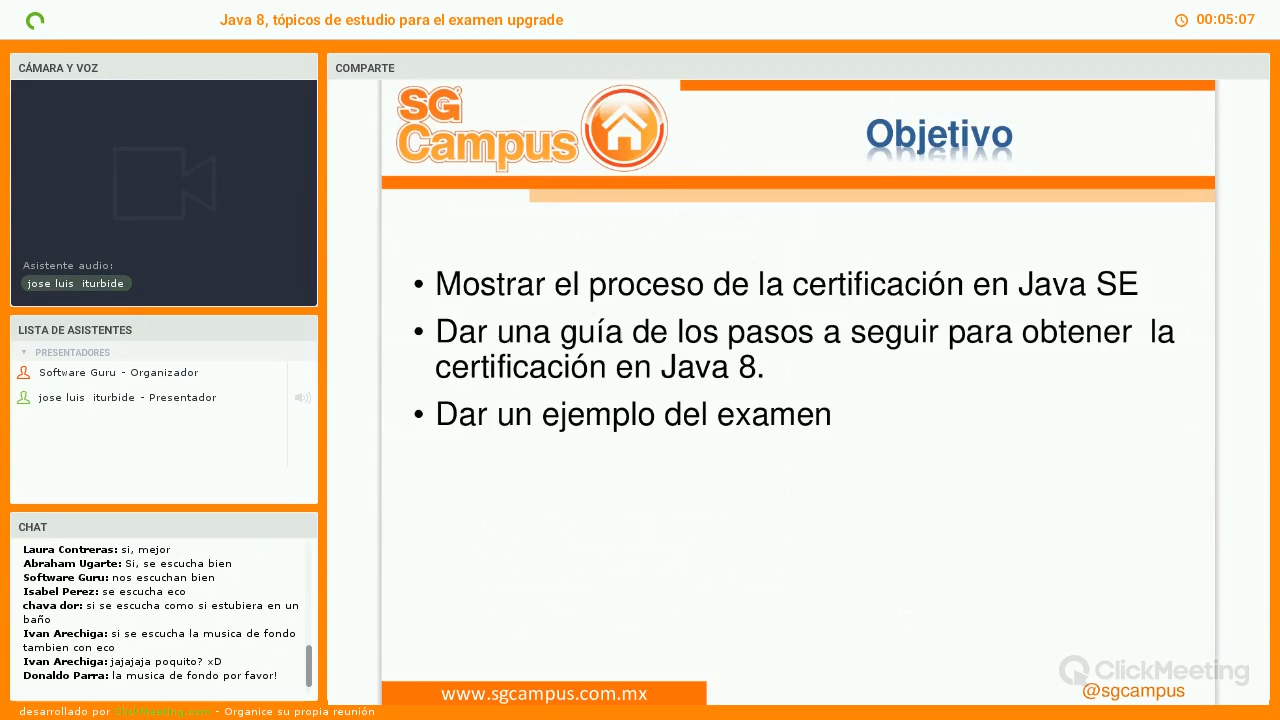 Java 8, tópicos de estudio para el examen upgrade
00:05:07
CÁMARA Y VOZ
Asistente audio:
jose luis iturbide
LISTA DE ASISTENTES
PRESENTADORES
Software Guru - Organizador
jose luis iturbide - Presentador
CHAT
Laura Contreras: si, mejor
Abraham Ugarte: Si, se escucha bien
Software Guru: nos escuchan bien
Isabel Perez: se escucha eco
chava dor: si se escucha como si estubiera en un
baño
Ivan Arechiga: si se escucha la musica de fondo
tambien con eco
Ivan Arechiga: jajajaja poquito? xD
Donaldo Parra: la musica de fondo por favor!
desarrollado por ClickMeeting.com - Organice su propia reunión
COMPARTE
SG
Campus
Objetivo
• Mostrar el proceso de la certificación en Java SE
• Dar una guía de los pasos a seguir para obtener la
certificación en Java 8.
• Dar un ejemplo del examen
www.sgcampus.com.mx
ClickMeeting
@sgcampus